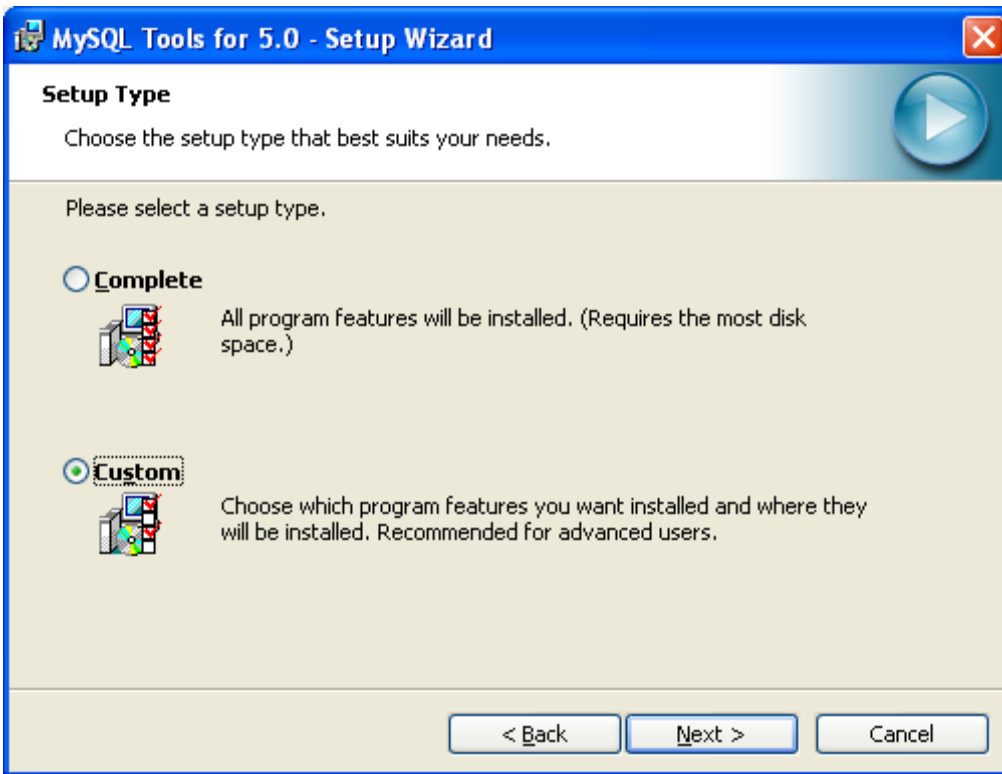 MySQL Tools for 5.0 - Setup Wizard
Setup Type
Choose the setup type that best suits your needs.
Please select a setup type.
Complete
All program features will be installed. (Requires the most disk
space.)
Custom
Choose which program features you want installed and where they
will be installed. Recommended for advanced users.
< Back
Next >
Cancel